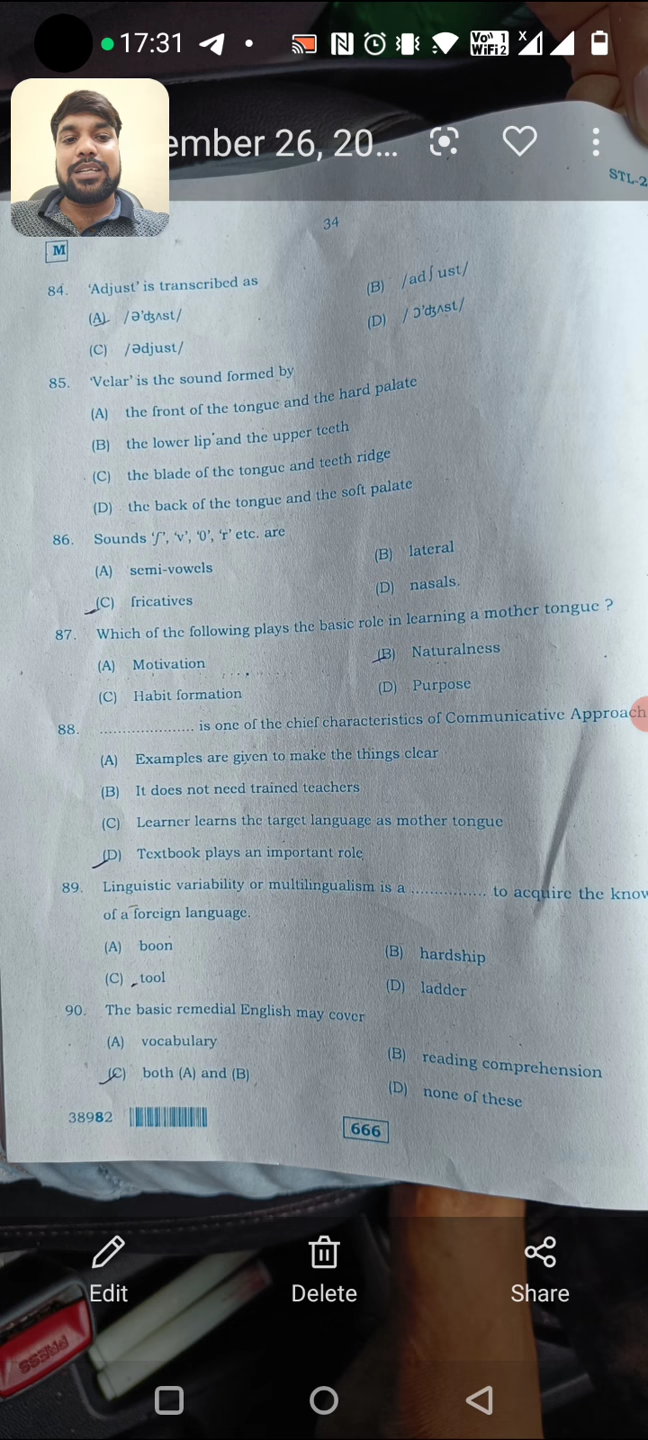 17:31
Vo)) 1
WiFi 2
X
ember 26, 20...
STL-2
34
M
84. 'Adjust' is transcribed as
(A) /ə'ʤʌst/
(B) /adʃust/
(C) /ədjust/
(D) /ɔ'ʤʌst/
85. 'Velar' is the sound formed by
(A) the front of the tongue and the hard palate
(B) the lower lip and the upper teeth
(C) the blade of the tongue and teeth ridge
(D) the back of the tongue and the soft palate
86. Sounds 'f', 'v', '0', 'r' etc. are
(A) semi-vowels
(B) lateral
(C) fricatives
(D) nasals.
87. Which of the following plays the basic role in learning a mother tongue ?
(A) Motivation
(B) Naturalness
(C) Habit formation
(D) Purpose
88. .................... is one of the chief characteristics of Communicative Approach
(A) Examples are given to make the things clear
(B) It does not need trained teachers
(C) Learner learns the target language as mother tongue
(D) Textbook plays an important role
89. Linguistic variability or multilingualism is a ................ to acquire the know
of a foreign language.
(A) boon
(B) hardship
(C) tool
(D) ladder
90. The basic remedial English may cover
(A) vocabulary
(B) reading comprehension
(C) both (A) and (B)
(D) none of these
38982
666
PRESS
Edit
Delete
Share